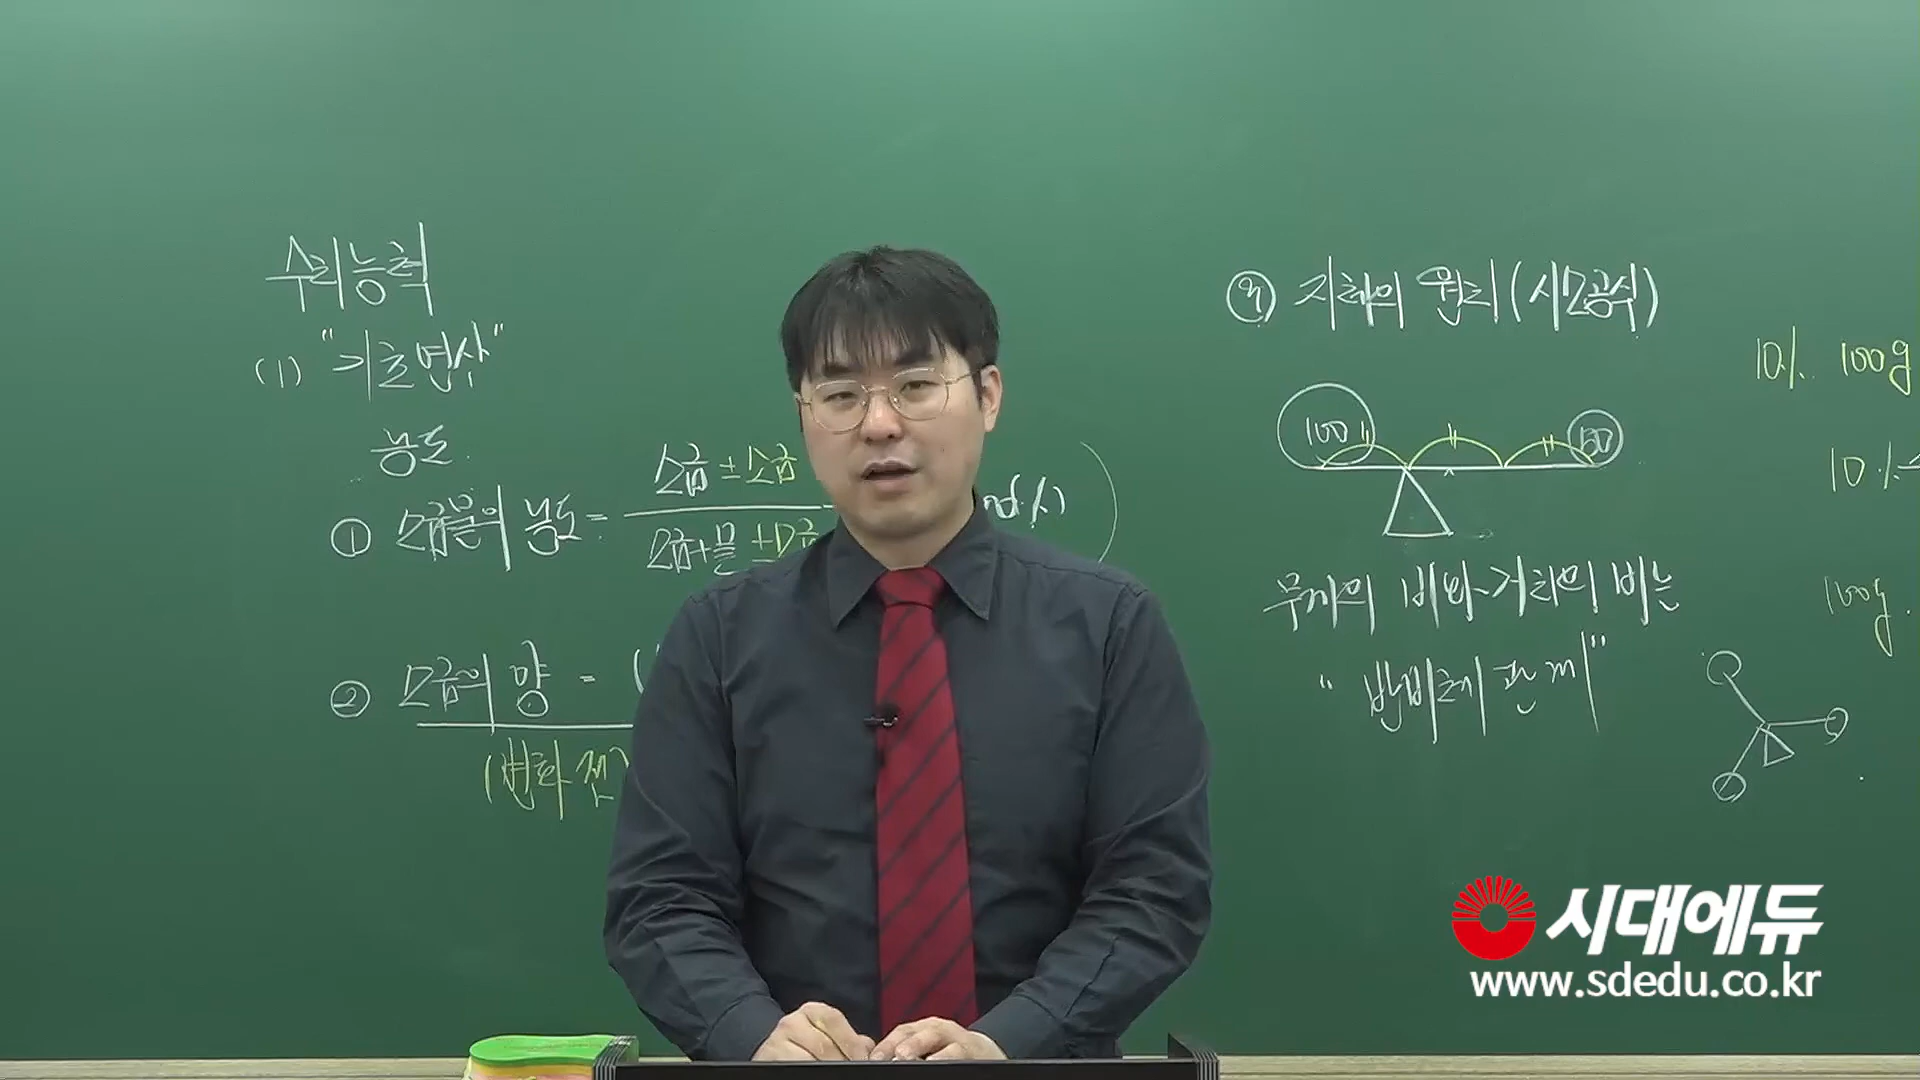 수리능력
(1) "기초연산"
농도
① 소금물의 농도 = 소금 ± 소금
소금+물 ±소금
② 소금의 양 = (
(변화 전)
④ 지레의 원리 (시소공식)
100
무게의 비와 거리의 비는
"반비례 관계"
10% 100g
10%
100g
시대에듀
www.sdedu.co.kr